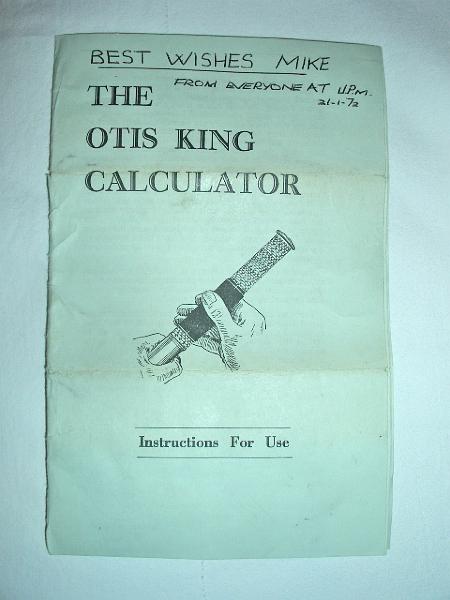 BEST WISHES MIKE
FROM EVERYONE AT U.P.M.
21-1-72
THE
OTIS KING
CALCULATOR
Instructions For Use